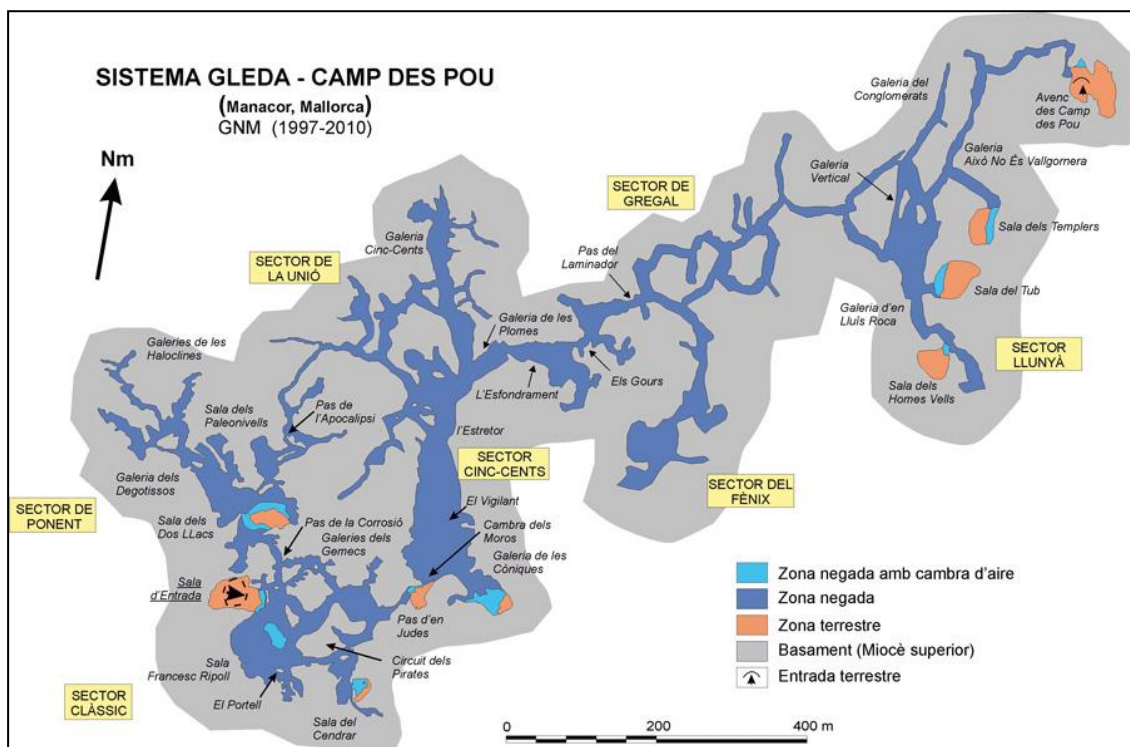 SISTEMA GLEDA - CAMP DES POU
(Manacor, Mallorca)
GNM (1997-2010)
Nm
Galeria del
Conglomerats
Avenc
des Camp
des Pou
Galeria
Això No És Vallgornera
Galeria
Vertical
SECTOR DE
GREGAL
Sala dels Templers
Galeria
Cinc-Cents
SECTOR DE
LA UNIÓ
Pas del
Laminador
Sala del Tub
Galeria d'en
Lluís Roca
Galeria de les
Plomes
SECTOR
LLUNYÀ
Galeries de les
Haloclines
Els Gours
L'Esfondrament
Sala dels
Homes Vells
Sala dels
Paleonivells
Pas de
l'Apocalipsi
l'Estretor
SECTOR
CINC-CENTS
Galeria dels
Degotissos
SECTOR DEL
FÈNIX
SECTOR DE
PONENT
Sala dels
Dos LLacs
El Vigilant
Pas de la Corrosió
Galeries dels
Gemecs
Cambra dels
Moros
Galeria de les
Còniques
Sala
d'Entrada
Pas d'en
Judes
Sala
Francesc Ripoll
Circuit dels
Pirates
El Portell
SECTOR
CLÀSSIC
Sala del
Cendrar
Zona negada amb cambra d'aire
Zona negada
Zona terrestre
Basament (Miocè superior)
Entrada terrestre
0 200 400 m